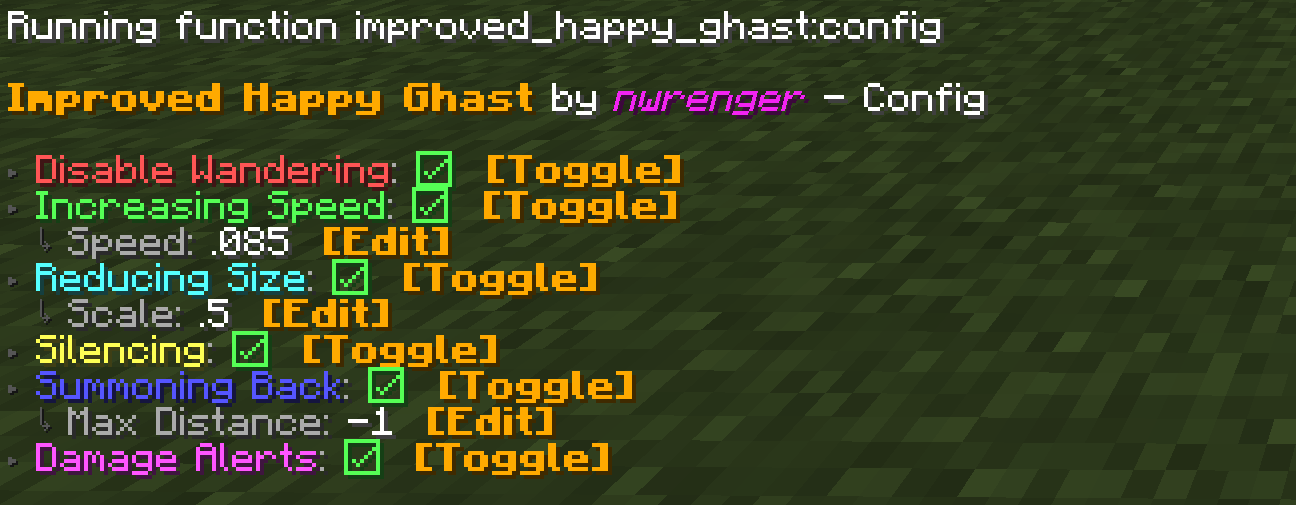 Running function improved_happy_ghast:config
Improved Happy Ghast by nwrenger - Config
▸ Disable Wandering: ☑ [Toggle]
▸ Increasing Speed: ☑ [Toggle]
↳ Speed: .085 [Edit]
▸ Reducing Size: ☑ [Toggle]
↳ Scale: .5 [Edit]
▸ Silencing: ☑ [Toggle]
▸ Summoning Back: ☑ [Toggle]
↳ Max Distance: -1 [Edit]
▸ Damage Alerts: ☑ [Toggle]